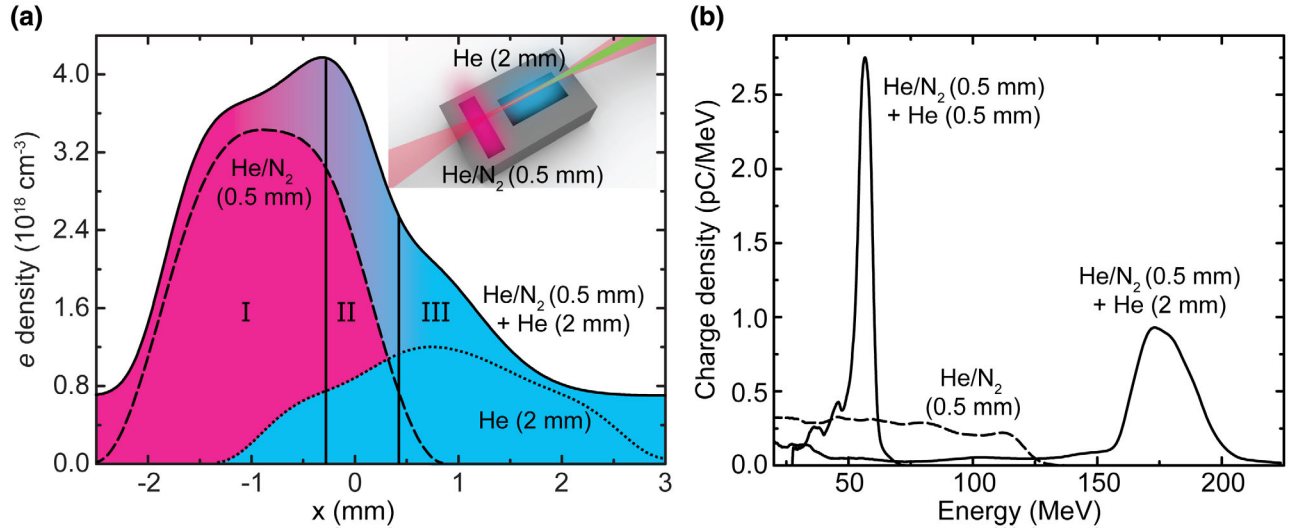 (a)
4.0
3.2
2.4
1.6
0.8
0.0
e density (10¹⁸ cm⁻³)
-2
-1
0
1
2
3
x (mm)
He (2 mm)
He/N₂ (0.5 mm)
He/N₂
(0.5 mm)
I
II
III
He/N₂ (0.5 mm)
+ He (2 mm)
He (2 mm)
(b)
2.5
2.0
1.5
1.0
0.5
0.0
Charge density (pC/MeV)
50
100
150
200
Energy (MeV)
He/N₂ (0.5 mm)
+ He (0.5 mm)
He/N₂ (0.5 mm)
+ He (2 mm)
He/N₂
(0.5 mm)